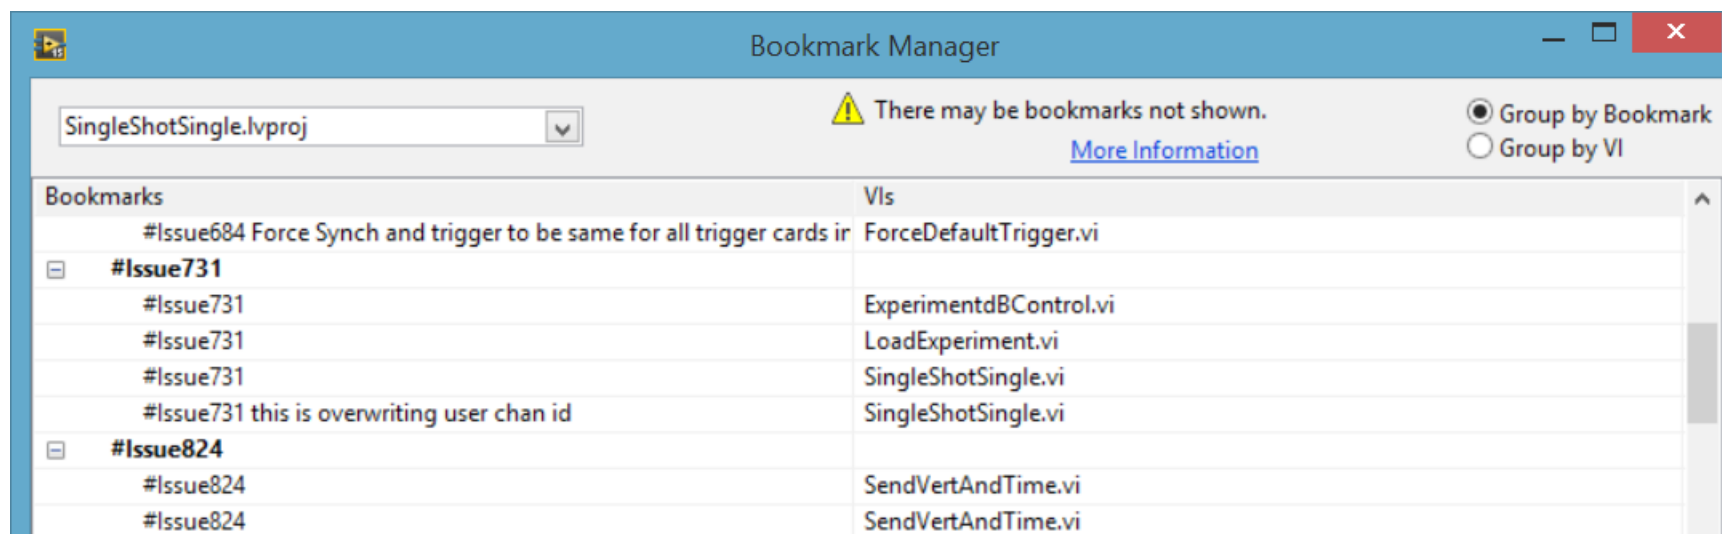 Bookmark Manager
SingleShotSingle.lvproj
There may be bookmarks not shown.
More Information
Group by Bookmark
Group by VI
Bookmarks VIs
#Issue684 Force Synch and trigger to be same for all trigger cards ir ForceDefaultTrigger.vi
#Issue731
#Issue731 ExperimentdBControl.vi
#Issue731 LoadExperiment.vi
#Issue731 SingleShotSingle.vi
#Issue731 this is overwriting user chan id SingleShotSingle.vi
#Issue824
#Issue824 SendVertAndTime.vi
#Issue824 SendVertAndTime.vi